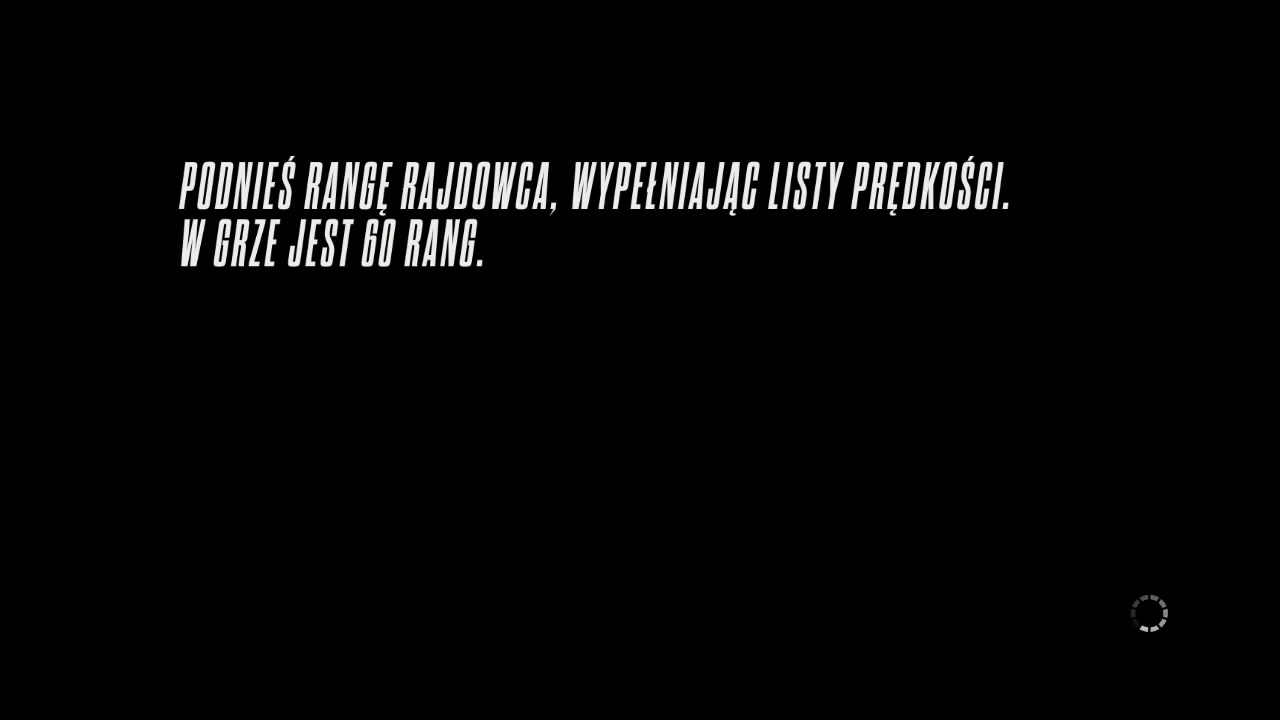 PODNIEŚ RANGĘ RAJDOWCA, WYPEŁNIAJĄC LISTY PRĘDKOŚCI.
W GRZE JEST 60 RANG.